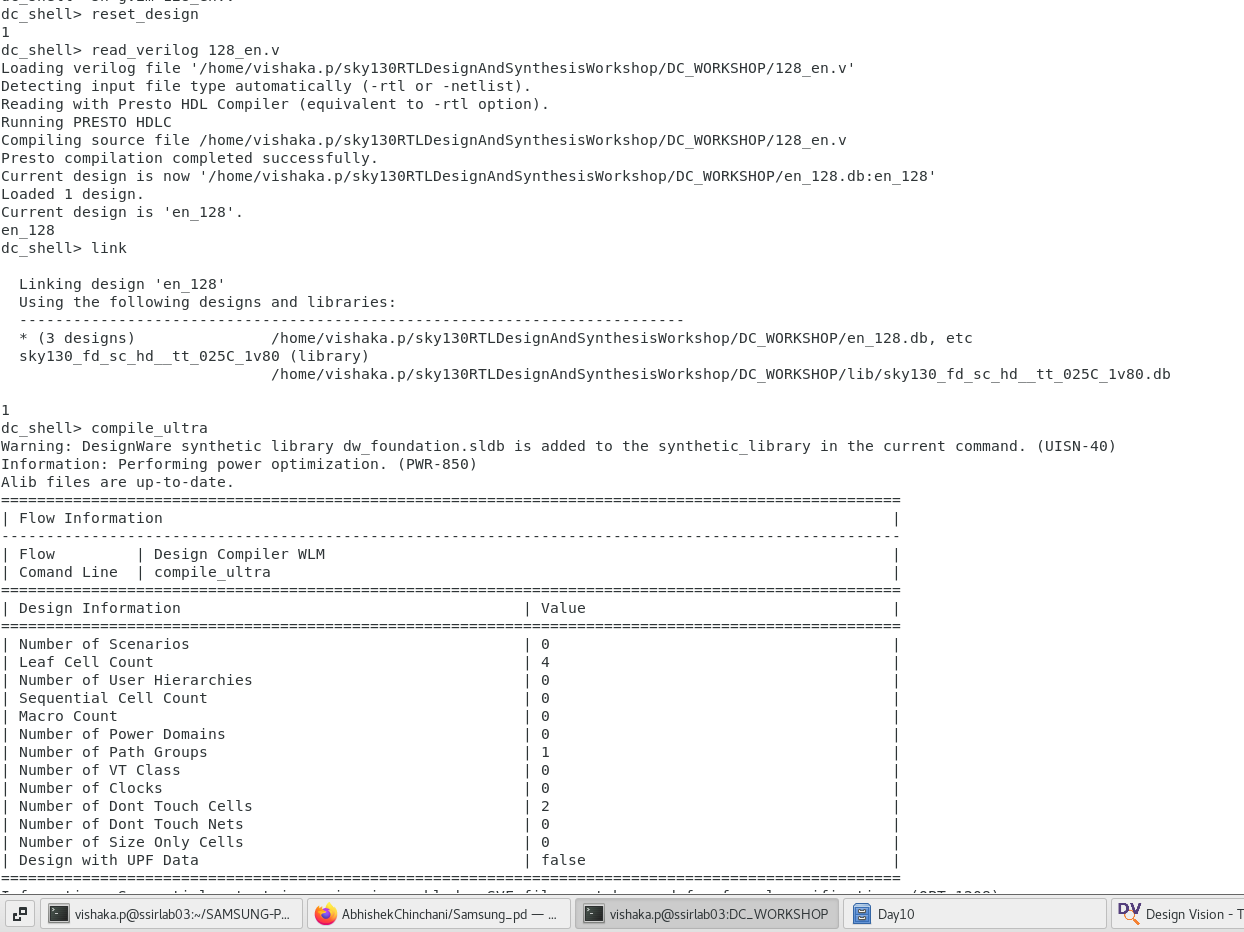 dc_shell> reset_design
1
dc_shell> read_verilog 128_en.v
Loading verilog file '/home/vishaka.p/sky130RTLDesignAndSynthesisWorkshop/DC_WORKSHOP/128_en.v'
Detecting input file type automatically (-rtl or -netlist).
Reading with Presto HDL Compiler (equivalent to -rtl option).
Running PRESTO HDLC
Compiling source file /home/vishaka.p/sky130RTLDesignAndSynthesisWorkshop/DC_WORKSHOP/128_en.v
Presto compilation completed successfully.
Current design is now '/home/vishaka.p/sky130RTLDesignAndSynthesisWorkshop/DC_WORKSHOP/en_128.db:en_128'
Loaded 1 design.
Current design is 'en_128'.
en_128
dc_shell> link
Linking design 'en_128'
Using the following designs and libraries:
--------------------------------------------------------------------------
* (3 designs) /home/vishaka.p/sky130RTLDesignAndSynthesisWorkshop/DC_WORKSHOP/en_128.db, etc
sky130_fd_sc_hd__tt_025C_1v80 (library)
/home/vishaka.p/sky130RTLDesignAndSynthesisWorkshop/DC_WORKSHOP/lib/sky130_fd_sc_hd__tt_025C_1v80.db
1
dc_shell> compile_ultra
Warning: DesignWare synthetic library dw_foundation.sldb is added to the synthetic_library in the current command. (UISN-40)
Information: Performing power optimization. (PWR-850)
Alib files are up-to-date.
====================================================================================================
| Flow Information |
----------------------------------------------------------------------------------------------------
| Flow | Design Compiler WLM |
| Comand Line | compile_ultra |
====================================================================================================
| Design Information | Value |
====================================================================================================
| Number of Scenarios | 0 |
| Leaf Cell Count | 4 |
| Number of User Hierarchies | 0 |
| Sequential Cell Count | 0 |
| Macro Count | 0 |
| Number of Power Domains | 0 |
| Number of Path Groups | 1 |
| Number of VT Class | 0 |
| Number of Clocks | 0 |
| Number of Dont Touch Cells | 2 |
| Number of Dont Touch Nets | 0 |
| Number of Size Only Cells | 0 |
| Design with UPF Data | false |
====================================================================================================
vishaka.p@ssirlab03:~/SAMSUNG-P...
AbhishekChinchani/Samsung_pd — ...
vishaka.p@ssirlab03:DC_WORKSHOP
Day10
DV Design Vision - T